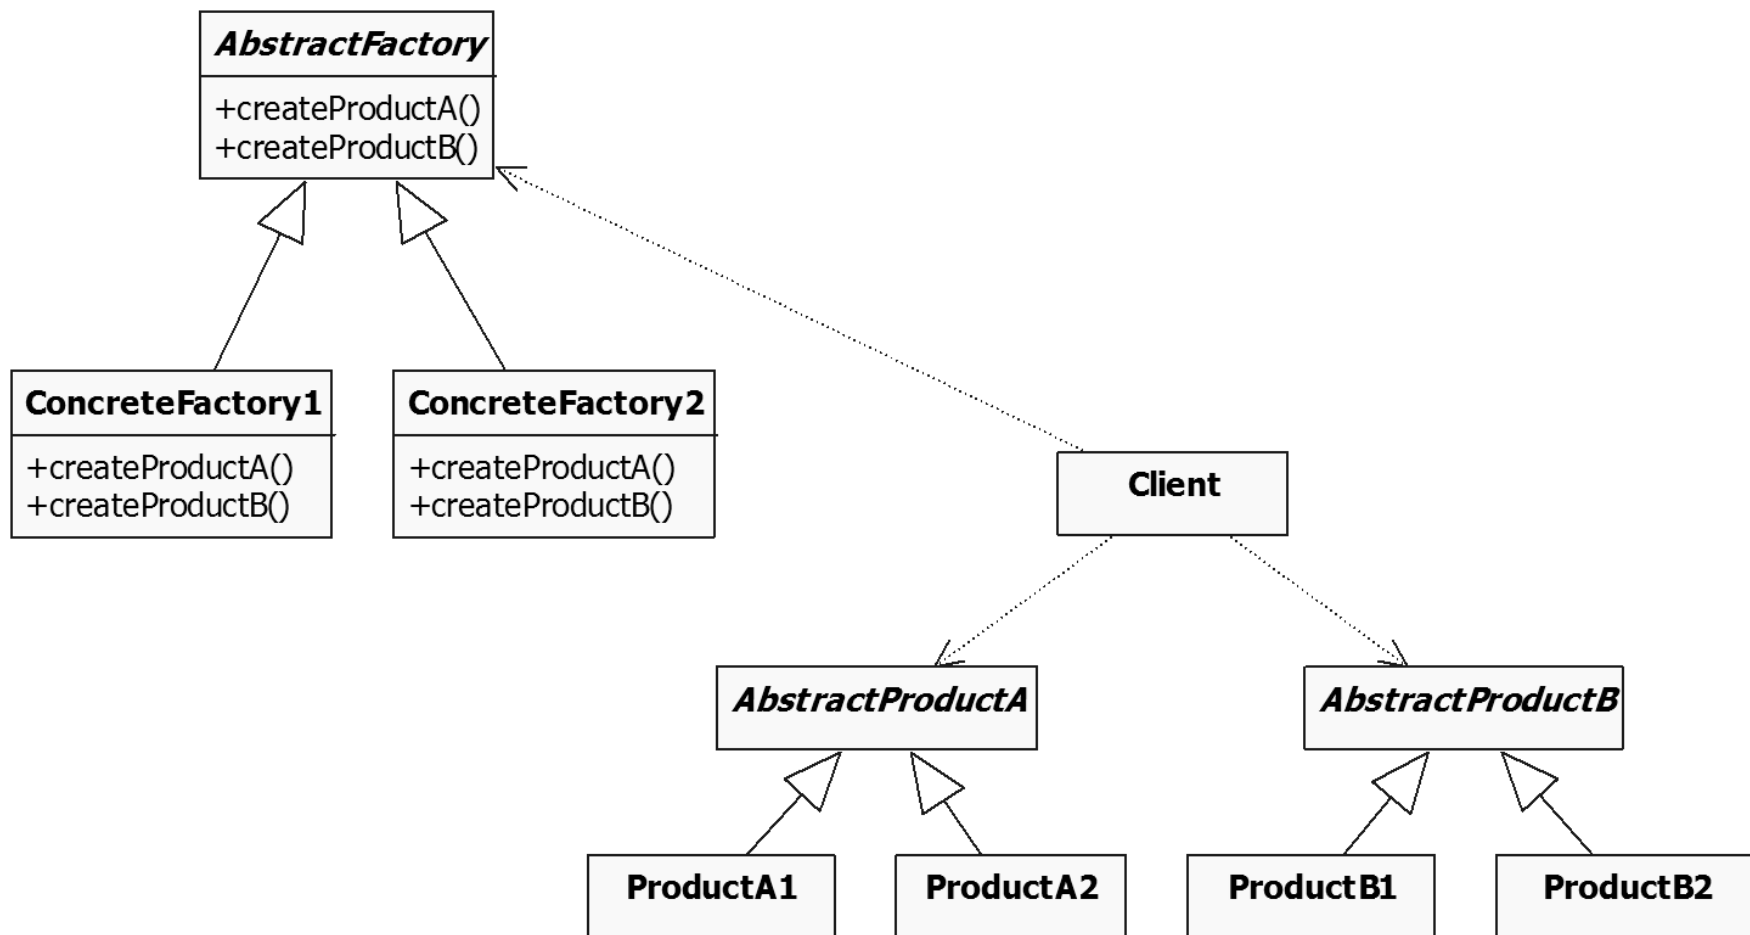 AbstractFactory
+createProductA()
+createProductB()
ConcreteFactory1
+createProductA()
+createProductB()
ConcreteFactory2
+createProductA()
+createProductB()
Client
AbstractProductA
AbstractProductB
ProductA1
ProductA2
ProductB1
ProductB2